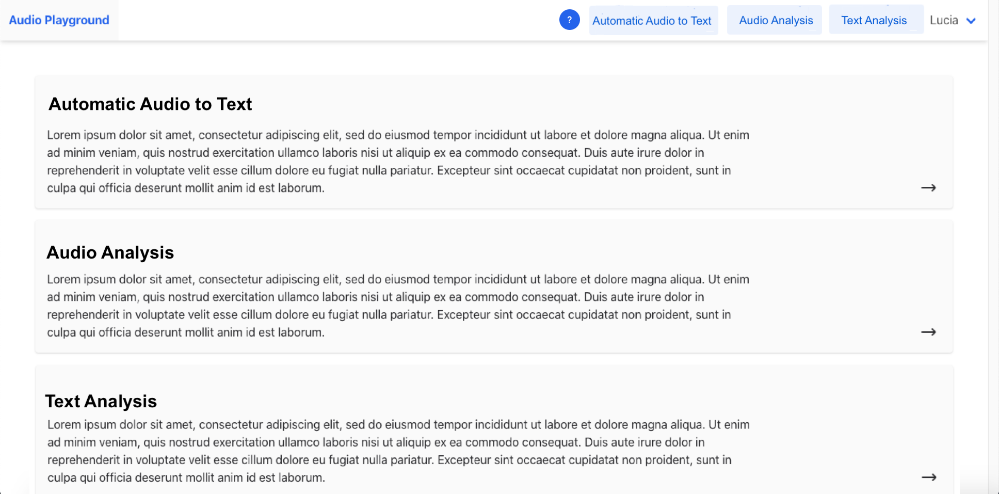 Audio Playground
?
Automatic Audio to Text
Audio Analysis
Text Analysis
Lucia
Automatic Audio to Text
Lorem ipsum dolor sit amet, consectetur adipiscing elit, sed do eiusmod tempor incididunt ut labore et dolore magna aliqua. Ut enim
ad minim veniam, quis nostrud exercitation ullamco laboris nisi ut aliquip ex ea commodo consequat. Duis aute irure dolor in
reprehenderit in voluptate velit esse cillum dolore eu fugiat nulla pariatur. Excepteur sint occaecat cupidatat non proident, sunt in
culpa qui officia deserunt mollit anim id est laborum.
Audio Analysis
Lorem ipsum dolor sit amet, consectetur adipiscing elit, sed do eiusmod tempor incididunt ut labore et dolore magna aliqua. Ut enim
ad minim veniam, quis nostrud exercitation ullamco laboris nisi ut aliquip ex ea commodo consequat. Duis aute irure dolor in
reprehenderit in voluptate velit esse cillum dolore eu fugiat nulla pariatur. Excepteur sint occaecat cupidatat non proident, sunt in
culpa qui officia deserunt mollit anim id est laborum.
Text Analysis
Lorem ipsum dolor sit amet, consectetur adipiscing elit, sed do eiusmod tempor incididunt ut labore et dolore magna aliqua. Ut enim
ad minim veniam, quis nostrud exercitation ullamco laboris nisi ut aliquip ex ea commodo consequat. Duis aute irure dolor in
reprehenderit in voluptate velit esse cillum dolore eu fugiat nulla pariatur. Excepteur sint occaecat cupidatat non proident, sunt in
culpa qui officia deserunt mollit anim id est laborum.